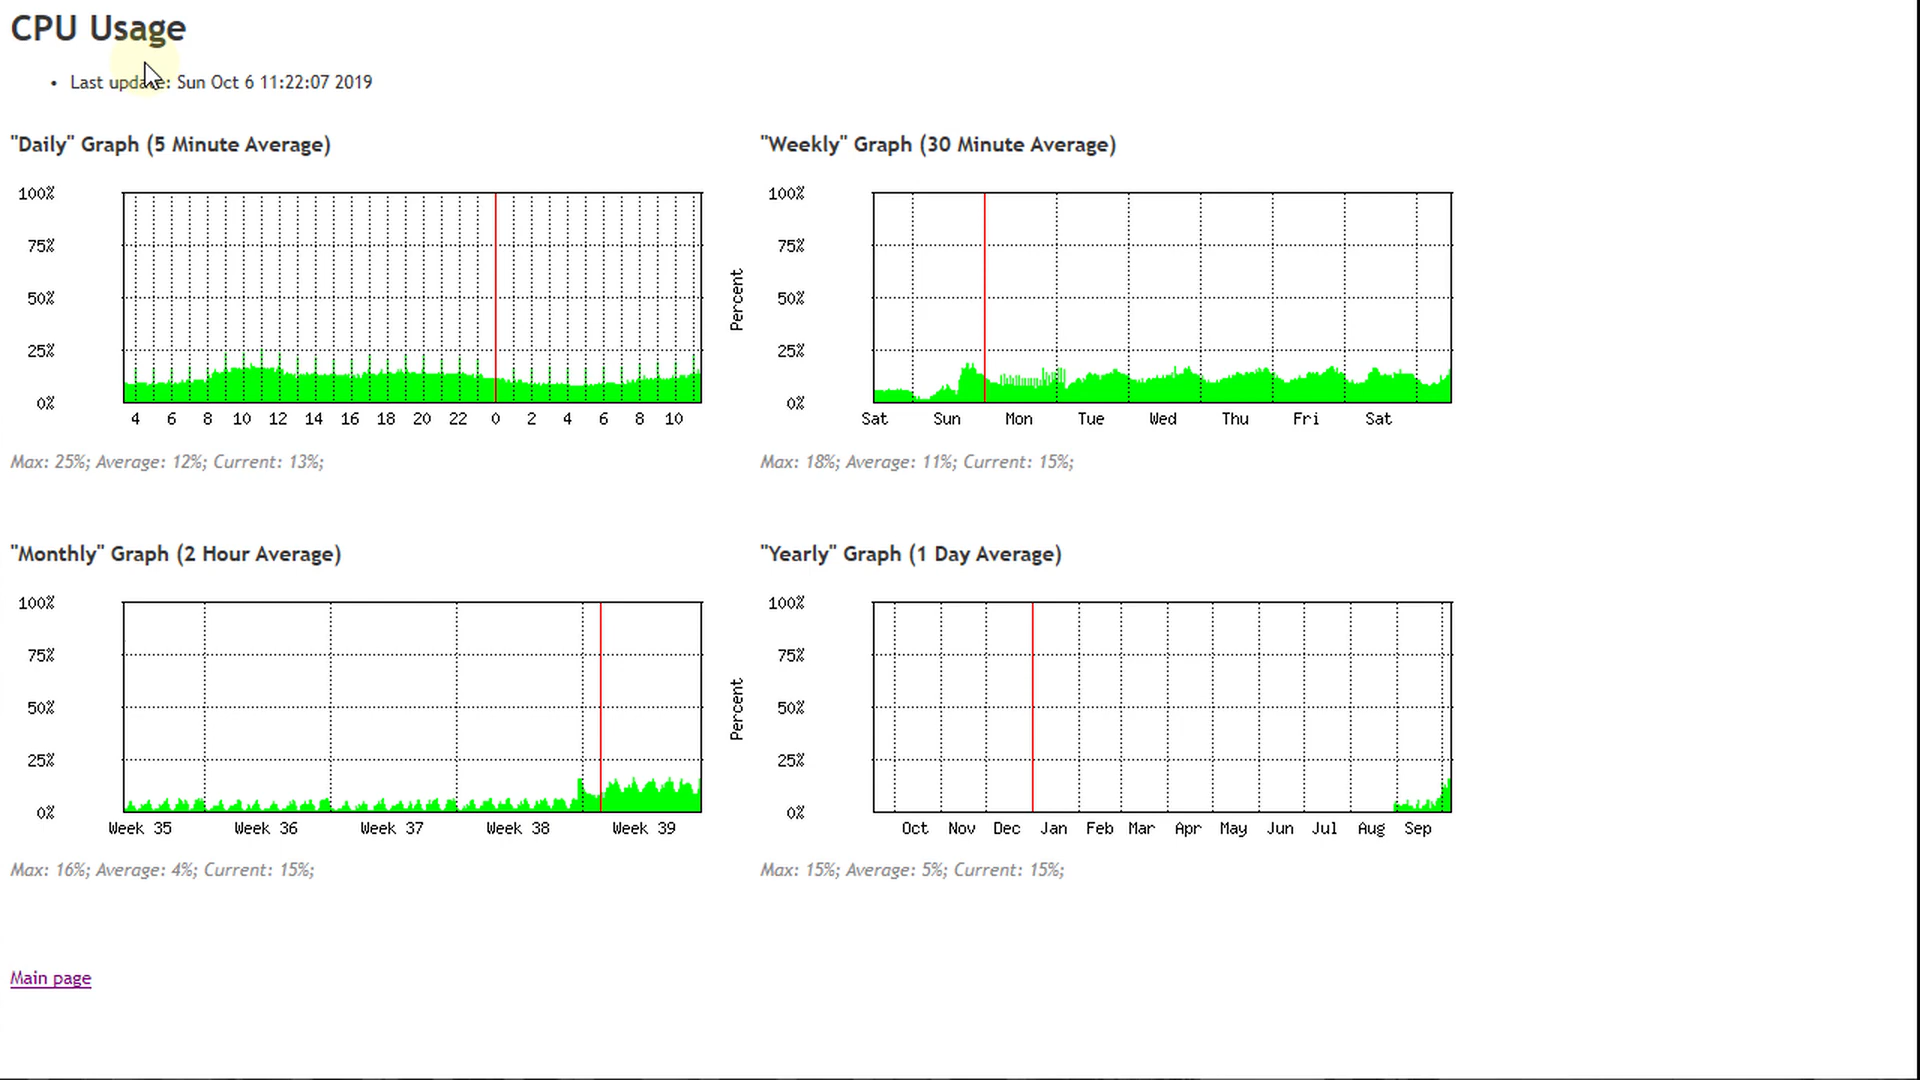 CPU Usage
• Last update: Sun Oct 6 11:22:07 2019
"Daily" Graph (5 Minute Average)
100%
75%
50%
25%
0%
4 6 8 10 12 14 16 18 20 22 0 2 4 6 8 10
Max: 25%; Average: 12%; Current: 13%;
"Weekly" Graph (30 Minute Average)
Percent
100%
75%
50%
25%
0%
Sat Sun Mon Tue Wed Thu Fri Sat
Max: 18%; Average: 11%; Current: 15%;
"Monthly" Graph (2 Hour Average)
100%
75%
50%
25%
0%
Week 35 Week 36 Week 37 Week 38 Week 39
Max: 16%; Average: 4%; Current: 15%;
"Yearly" Graph (1 Day Average)
Percent
100%
75%
50%
25%
0%
Oct Nov Dec Jan Feb Mar Apr May Jun Jul Aug Sep
Max: 15%; Average: 5%; Current: 15%;
Main page